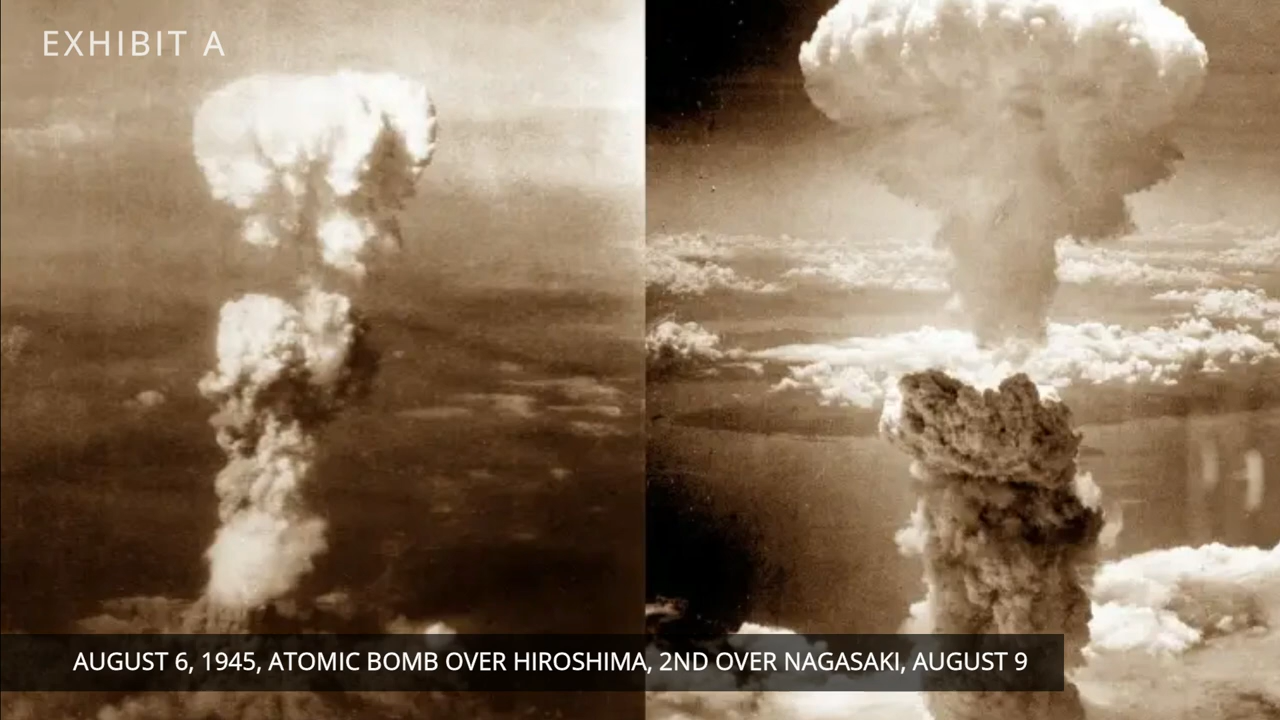 EXHIBIT A
AUGUST 6, 1945, ATOMIC BOMB OVER HIROSHIMA, 2ND OVER NAGASAKI, AUGUST 9